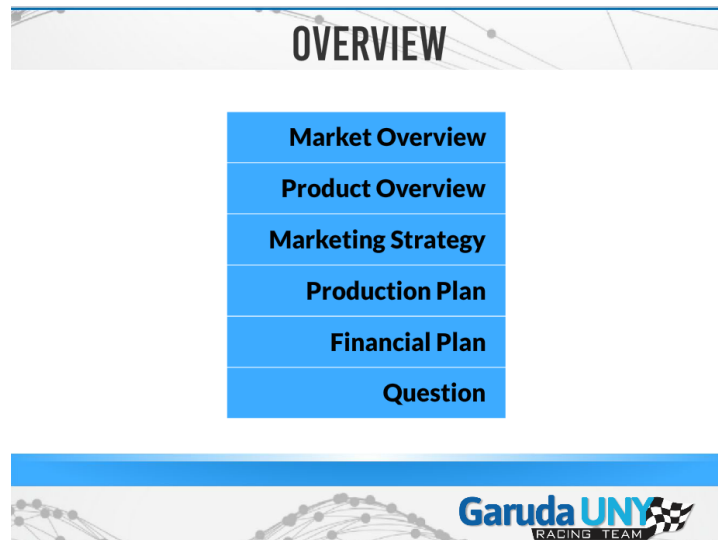 OVERVIEW
Market Overview
Product Overview
Marketing Strategy
Production Plan
Financial Plan
Question
Garuda UNY
RACING TEAM